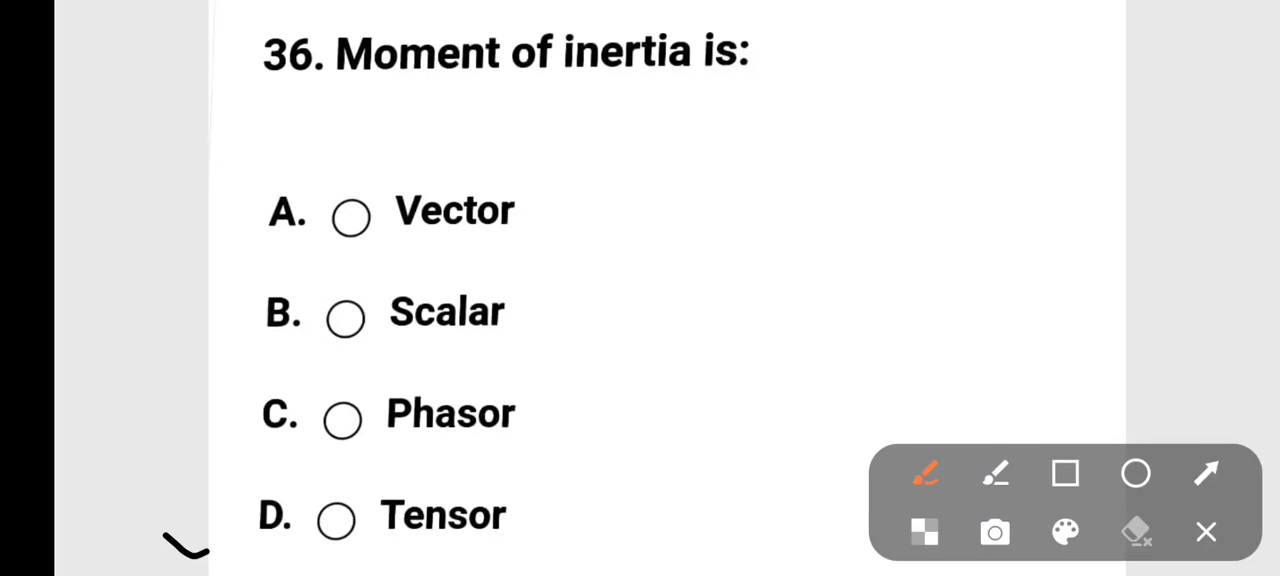 36. Moment of inertia is:
A. Vector
B. Scalar
C. Phasor
D. Tensor